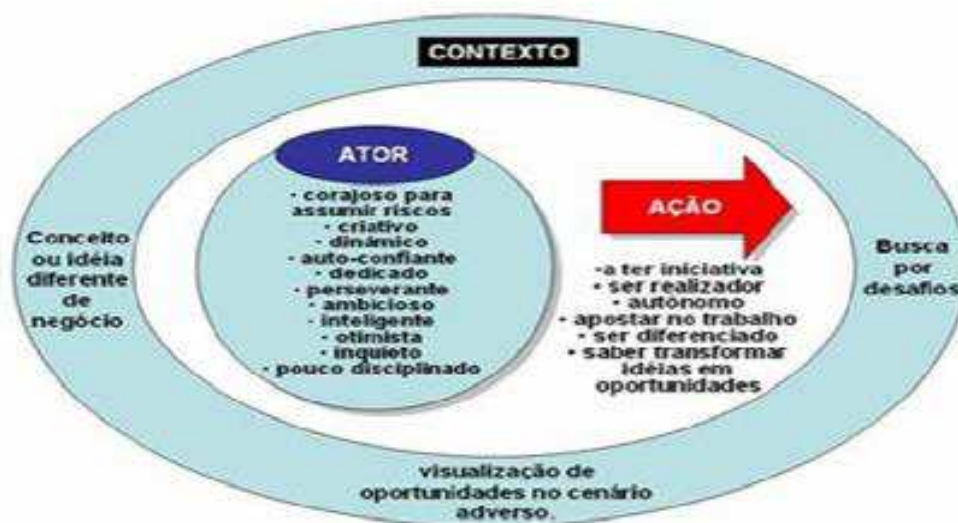 CONTEXTO
ATOR
• corajoso para
assumir riscos
• criativo
• dinâmico
• auto-confiante
• dedicado
• perseverante
• ambicioso
• inteligente
• otimista
• inquieto
• pouco disciplinado
AÇÃO
-a ter iniciativa
• ser realizador
• autônomo
• apostar no trabalho
• ser diferenciado
• saber transformar
idéias em
oportunidades
Conceito
ou idéia
diferente
de
negócio
Busca
por
desafios
visualização de
oportunidades no cenário
adverso.